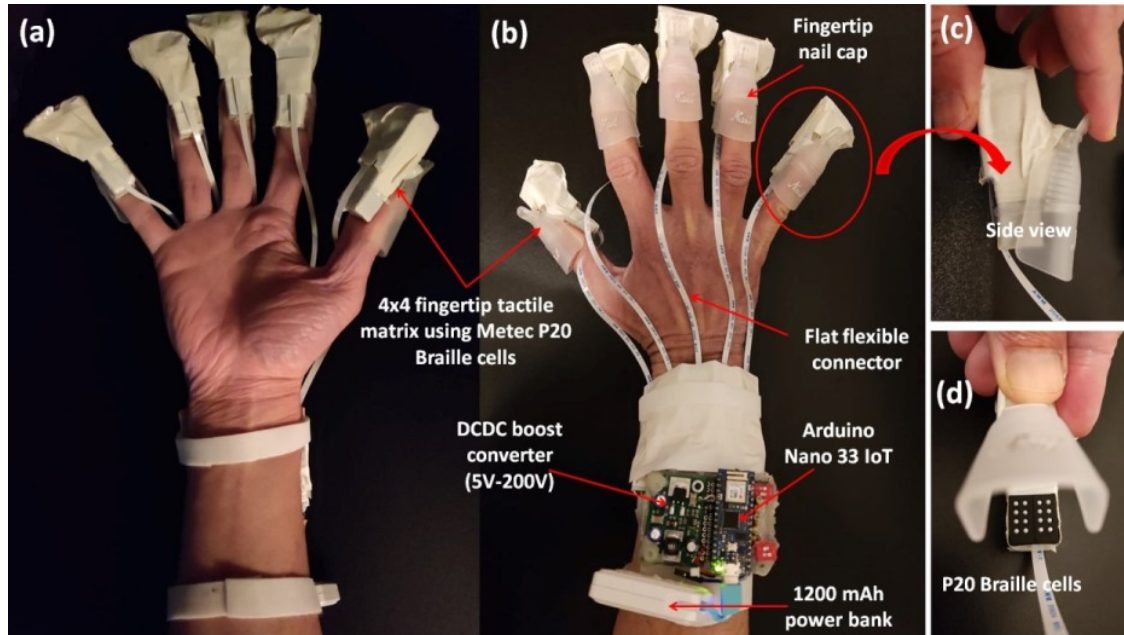 (a)
(b)
Fingertip
nail cap
(c)
Side view
4x4 fingertip tactile
matrix using Metec P20
Braille cells
Flat flexible
connector
(d)
DCDC boost
converter
(5V-200V)
Arduino
Nano 33 IoT
1200 mAh
power bank
P20 Braille cells